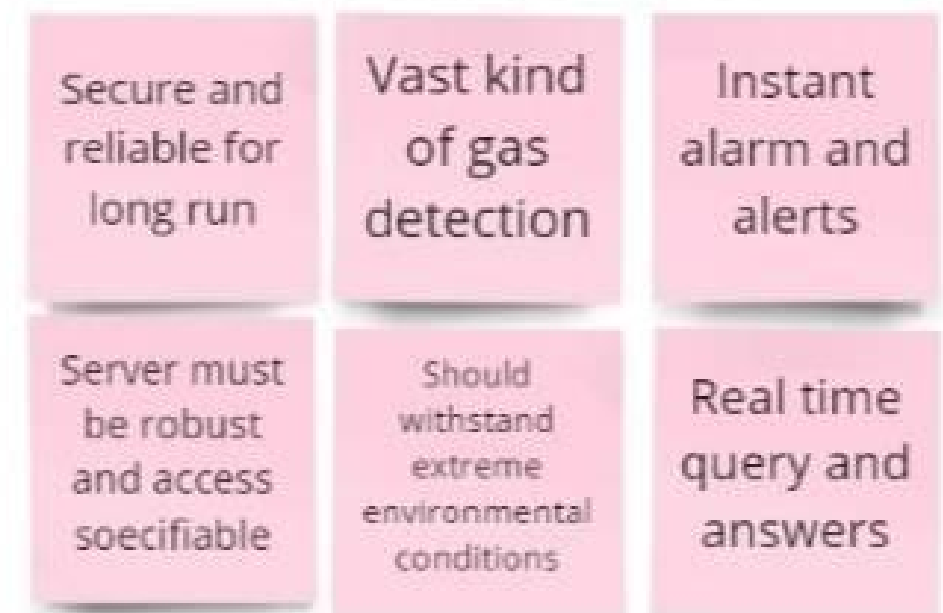 Secure and
reliable for
long run
Vast kind
of gas
detection
Instant
alarm and
alerts
Server must
be robust
and access
soecifiable
Should
withstand
extreme
environmental
conditions
Real time
query and
answers